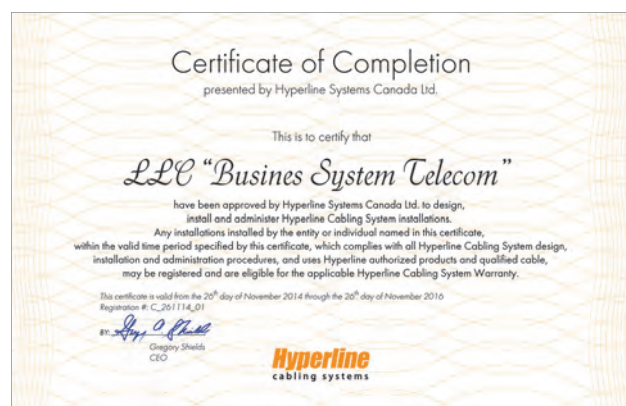 Certificate of Completion
presented by Hyperline Systems Canada Ltd.
This is to certify that
LLC "Busines System Telecom"
have been approved by Hyperline Systems Canada Ltd. to design,
install and administer Hyperline Cabling System installations.
Any installations installed by the entity or individual named in this certificate,
within the valid time period specified by this certificate, which complies with all Hyperline Cabling System design,
installation and administration procedures, and uses Hyperline authorized products and qualified cable,
may be registered and are eligible for the applicable Hyperline Cabling System Warranty.
This certificate is valid from the 26th day of November 2014 through the 26th day of November 2016
Registration #: C_261114_01
BY:
Gregory Shields
CEO
Hyperline
cabling systems